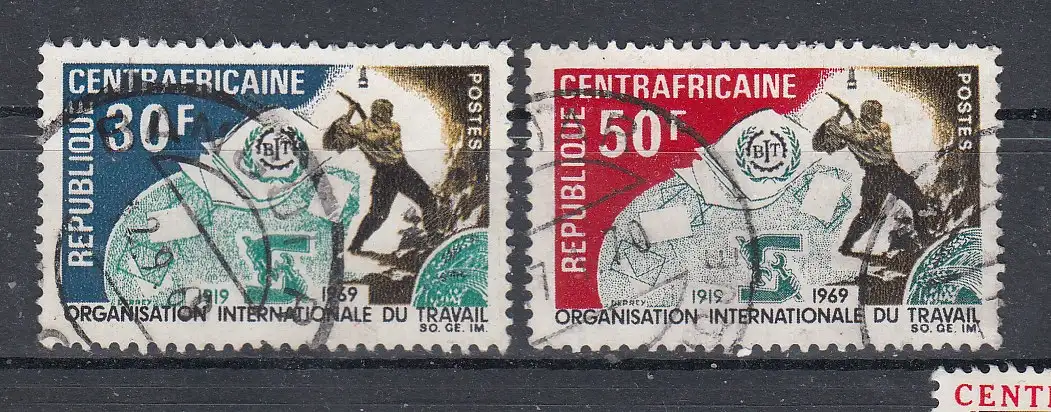 REPUBLIQUE
CENTRAFRICAINE
30F
POSTES
BIT
1919 1969
ORGANISATION INTERNATIONALE DU TRAVAIL
SO. GE. IM.
REPUBLIQUE
CENTRAFRICAINE
50F
POSTES
BIT
DURREY
1919 1969
ORGANISATION INTERNATIONALE DU TRAVAIL
SO. GE. IM.
CENT